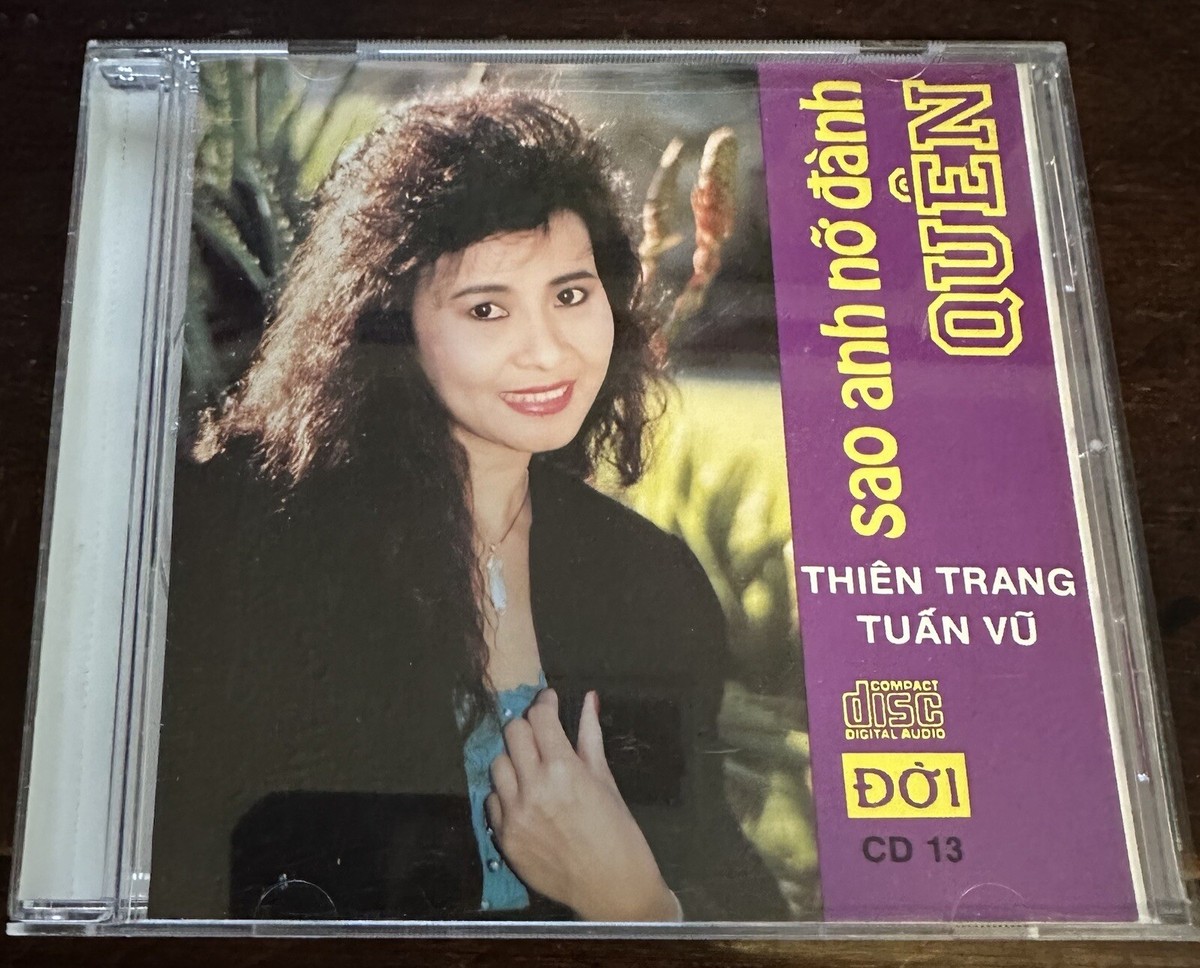 sao anh nỡ đành
QUÊN
THIÊN TRANG
TUẤN VŨ
COMPACT
disc
DIGITAL AUDIO
ĐỜI
CD 13